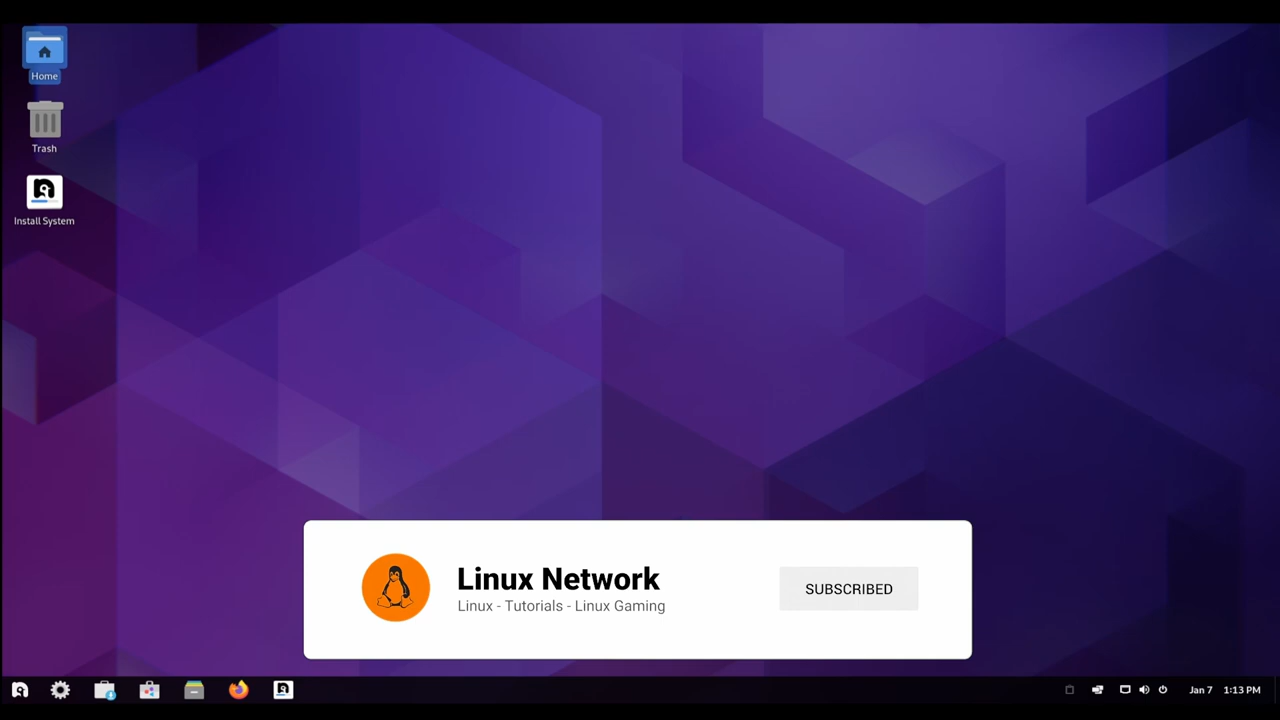 Home
Trash
Install System
Linux Network
Linux - Tutorials - Linux Gaming
SUBSCRIBED
Jan 7 1:13 PM